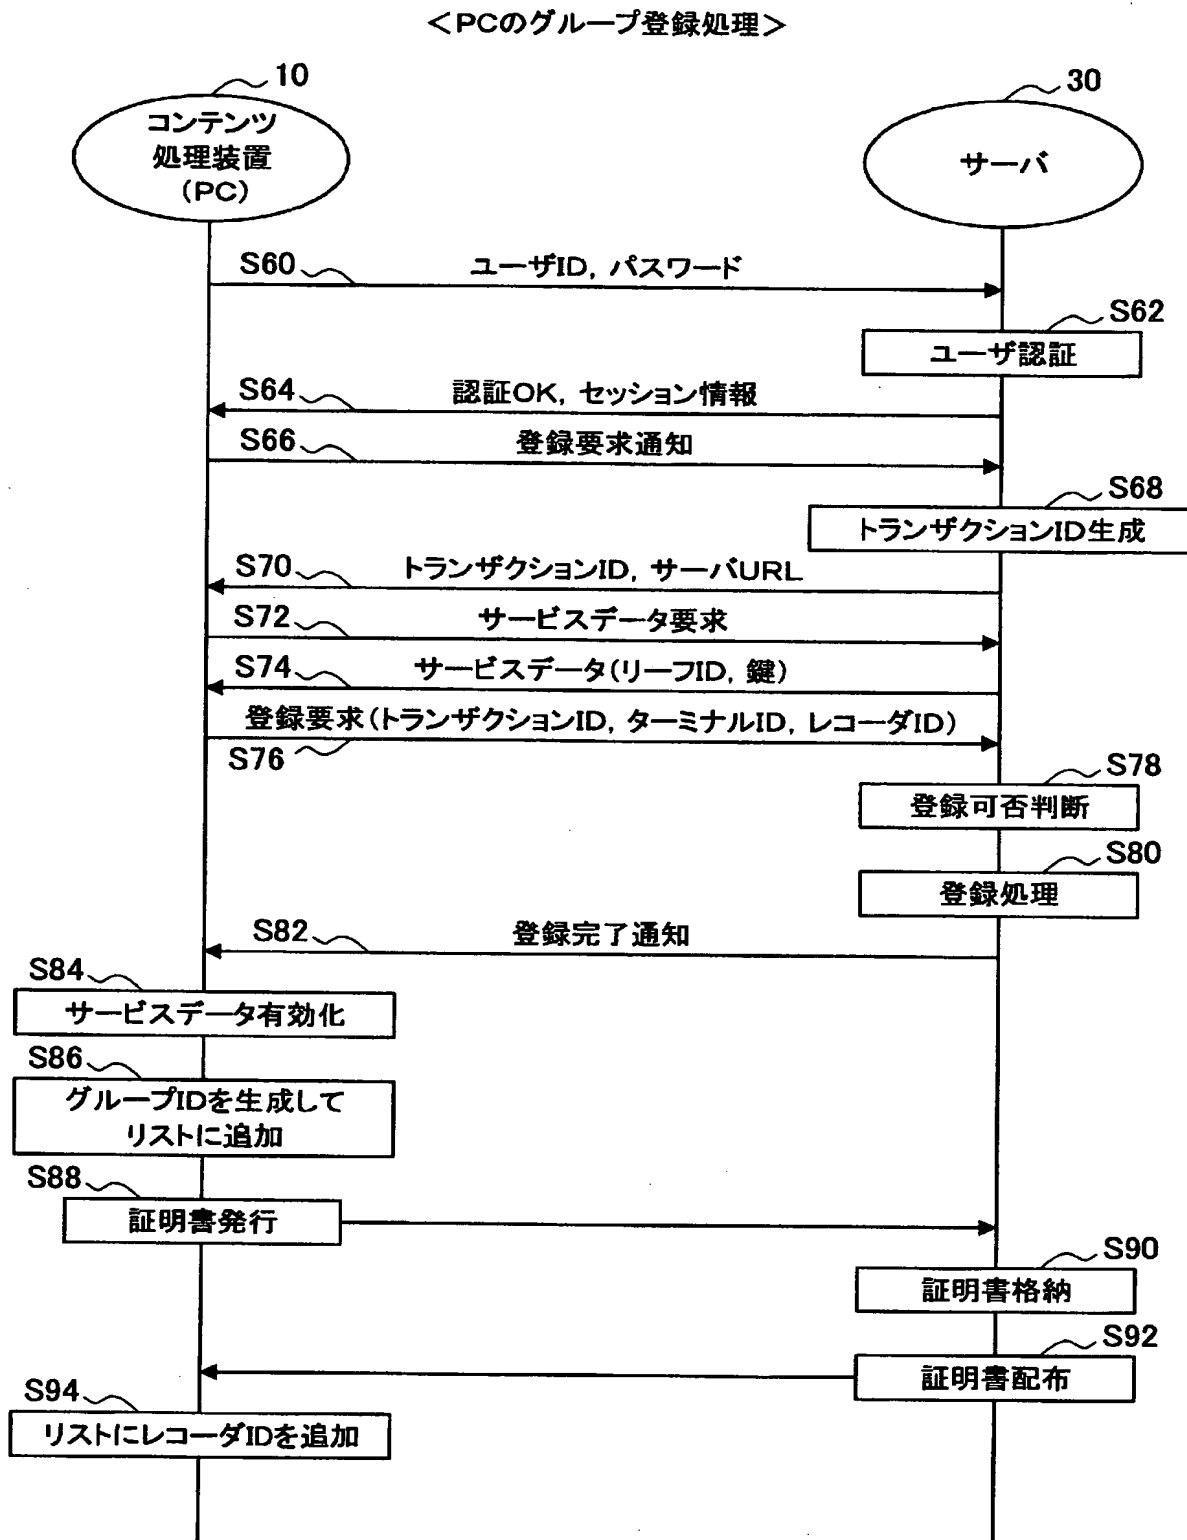 ＜PCのグループ登録処理＞
10
コンテンツ
処理装置
(PC)
30
サーバ
S60
ユーザID, パスワード
S62
ユーザ認証
S64
認証OK, セッション情報
S66
登録要求通知
S68
トランザクションID生成
S70
トランザクションID, サーバURL
S72
サービスデータ要求
S74
サービスデータ(リーフID, 鍵)
登録要求(トランザクションID, ターミナルID, レコーダID)
S76
S78
登録可否判断
S80
登録処理
S82
登録完了通知
S84
サービスデータ有効化
S86
グループIDを生成して
リストに追加
S88
証明書発行
S90
証明書格納
S92
証明書配布
S94
リストにレコーダIDを追加